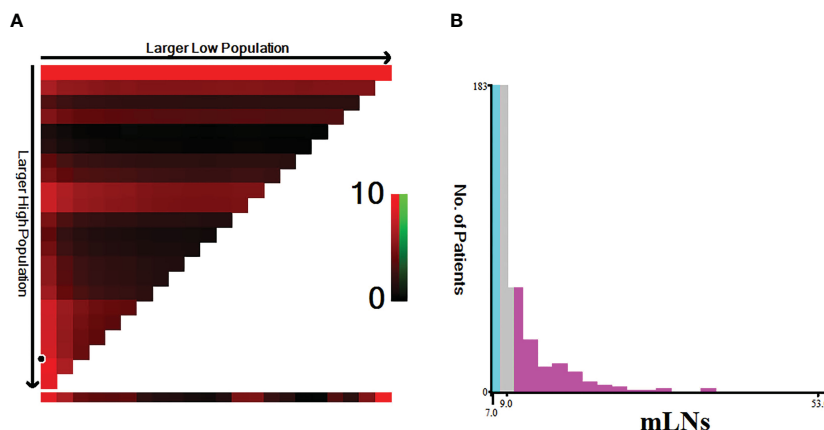 A
B
Larger Low Population
Larger High Population
10
0
183
0
No. of Patients
7.0
9.0
53.
mLNs